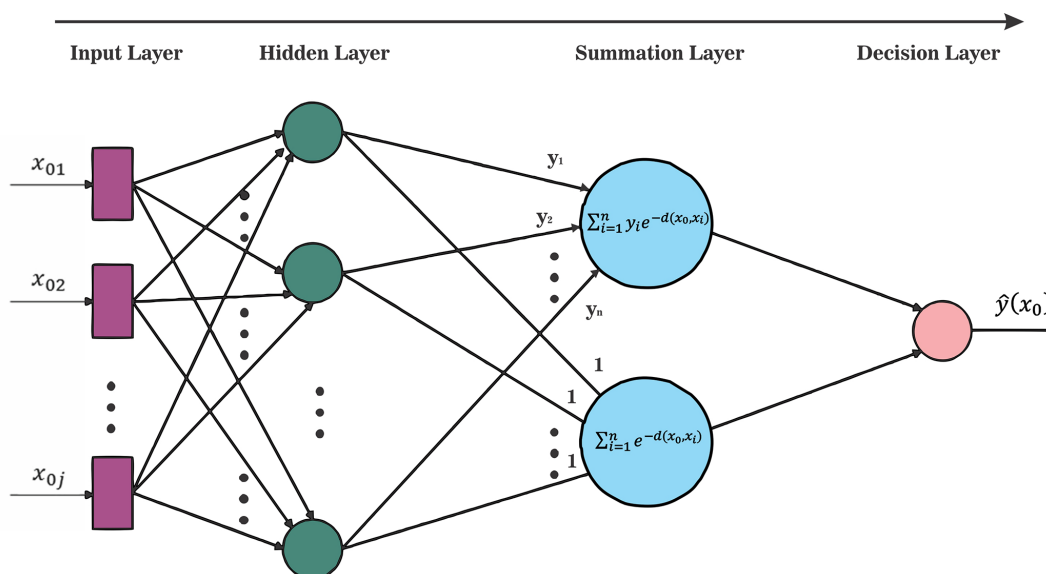 Input Layer Hidden Layer Summation Layer Decision Layer
x₀₁
y₁
y₂
∑ⁿᵢ₌₁ yᵢe^−d(x₀,xᵢ)
x₀₂
yₙ
ŷ(x₀)
1
1
∑ⁿᵢ₌₁ e^−d(x₀,xᵢ)
1
x₀ⱼ